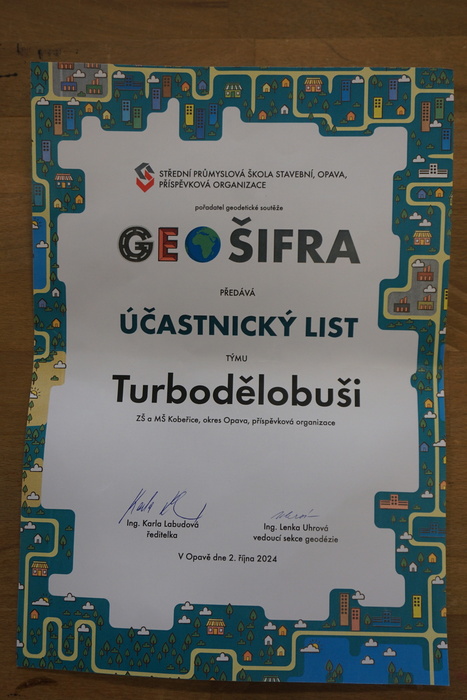 STŘEDNÍ PRŮMYSLOVÁ ŠKOLA STAVEBNÍ, OPAVA,
PŘÍSPĚVKOVÁ ORGANIZACE
pořadatel geodetické soutěže
GEOŠIFRA
PŘEDÁVÁ
ÚČASTNICKÝ LIST
TÝMU
Turbodělobuši
ZŠ a MŠ Kobeřice, okres Opava, příspěvková organizace
Ing. Karla Labudová
ředitelka
Ing. Lenka Uhrová
vedoucí sekce geodézie
V Opavě dne 2. října 2024